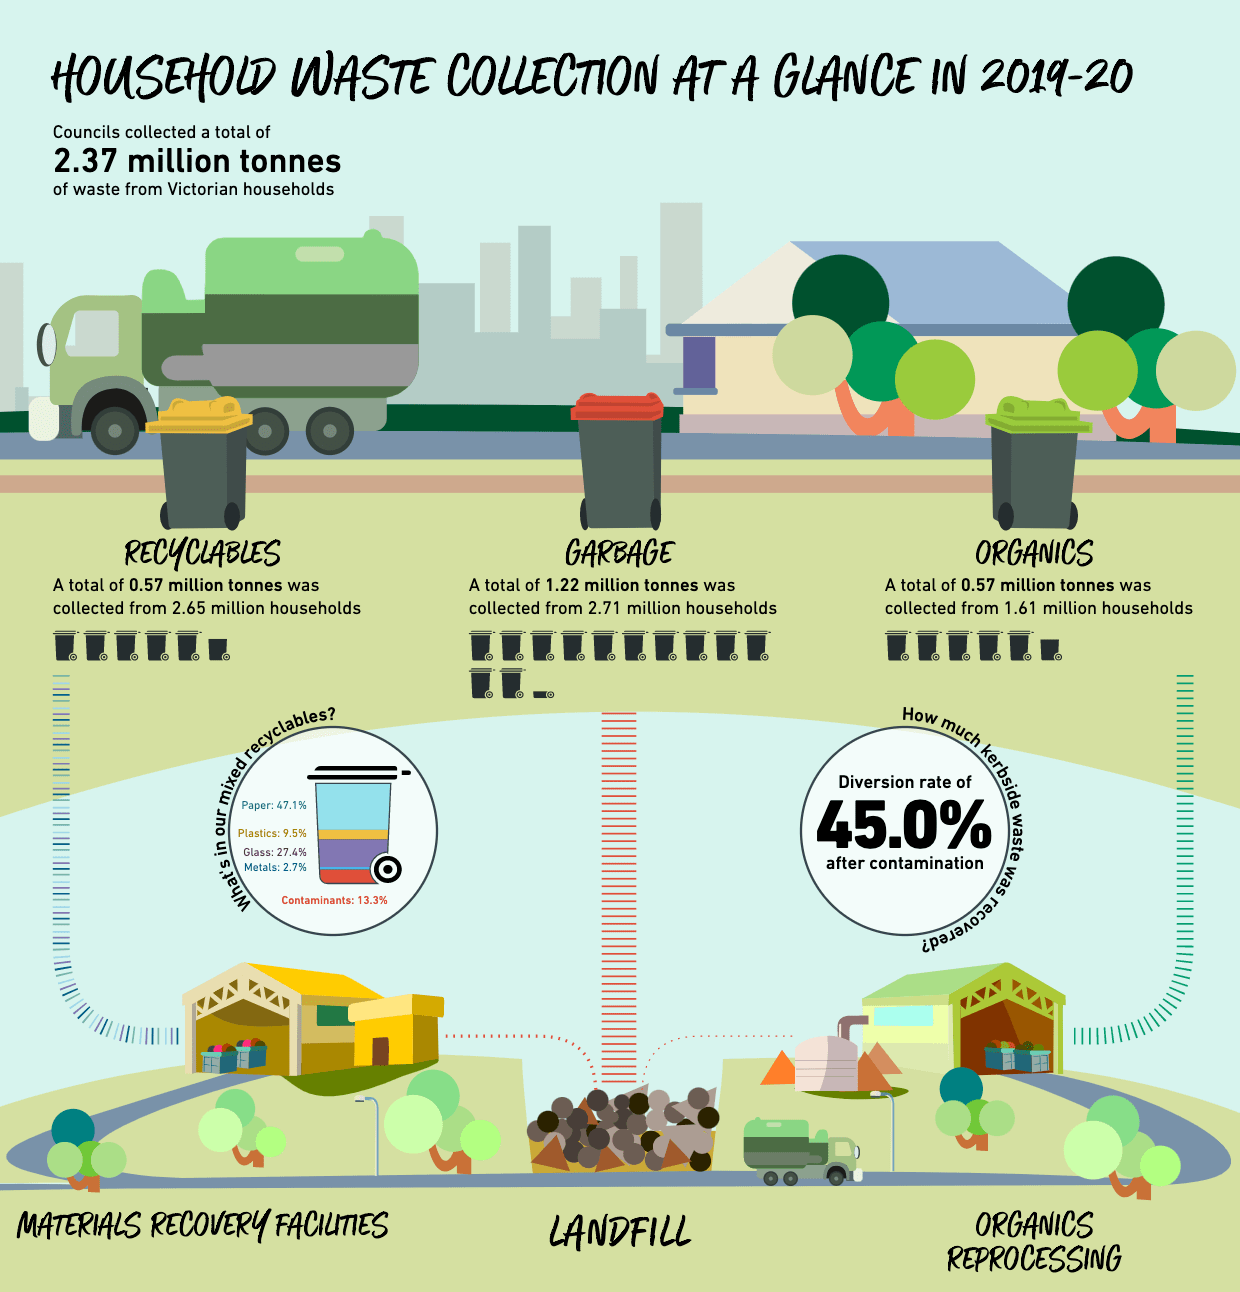 HOUSEHOLD WASTE COLLECTION AT A GLANCE IN 2019-20
Councils collected a total of
2.37 million tonnes
of waste from Victorian households
RECYCLABLES
A total of 0.57 million tonnes was
collected from 2.65 million households
GARBAGE
A total of 1.22 million tonnes was
collected from 2.71 million households
ORGANICS
A total of 0.57 million tonnes was
collected from 1.61 million households
What's in our mixed recyclables?
Paper: 47.1%
Plastics: 9.5%
Glass: 27.4%
Metals: 2.7%
Contaminants: 13.3%
How much kerbside waste was recovered?
Diversion rate of
45.0%
after contamination
MATERIALS RECOVERY FACILITIES
LANDFILL
ORGANICS
REPROCESSING